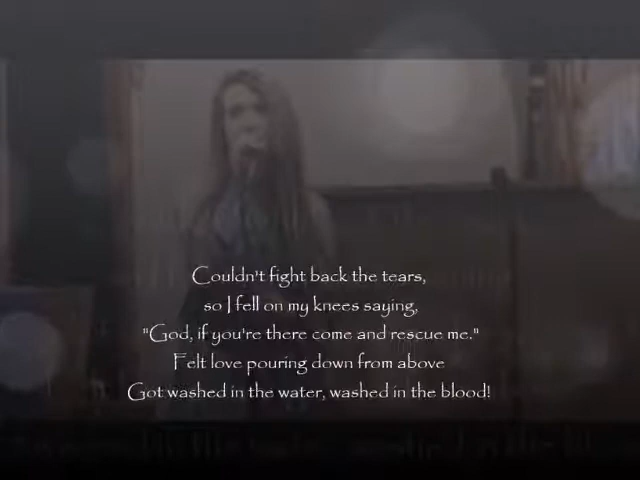 Couldn't fight back the tears,
so I fell on my knees saying,
"God, if you're there come and rescue me."
Felt love pouring down from above
Got washed in the water, washed in the blood!